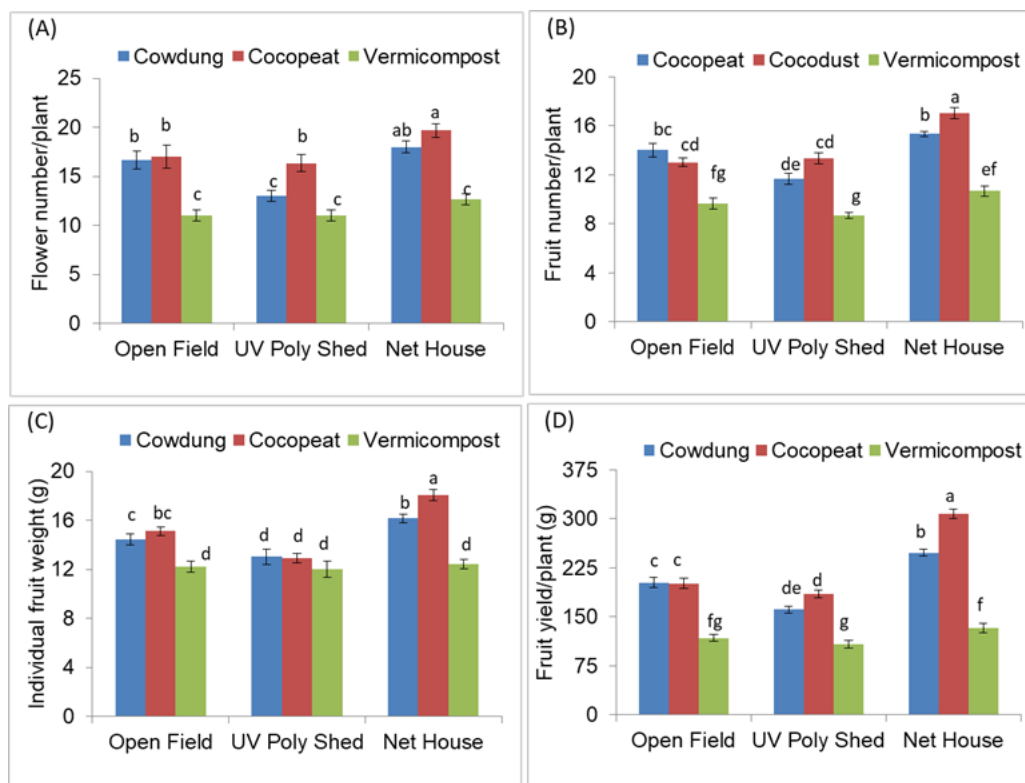 (A)
Cowdung Cocopeat Vermicompost
Flower number/plant
25
20
15
10
5
0
b b c
c b c
ab a c
Open Field UV Poly Shed Net House
(B)
Cocopeat Cocodust Vermicompost
Fruit number/plant
20
16
12
8
4
0
bc cd fg
de cd g
b a ef
Open Field UV Poly Shed Net House
(C)
Cowdung Cocopeat Vermicompost
Individual fruit weight (g)
20
16
12
8
4
0
c bc d
d d d
b a d
Open Field UV Poly Shed Net House
(D)
Cowdung Cocopeat Vermicompost
Fruit yield/plant (g)
375
300
225
150
75
0
c c fg
de d g
b a f
Open Field UV Poly Shed Net House